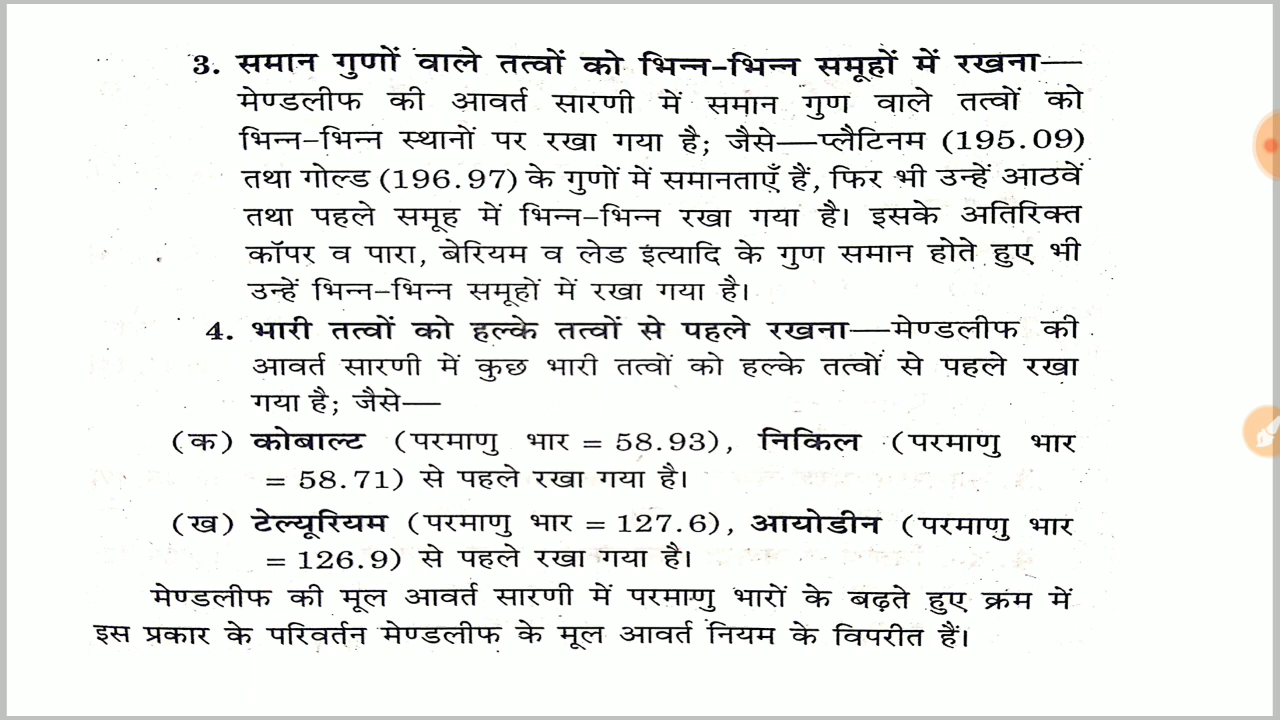 3. समान गुणों वाले तत्वों को भिन्न-भिन्न समूहों में रखना—
मेण्डलीफ की आवर्त सारणी में समान गुण वाले तत्वों को
भिन्न-भिन्न स्थानों पर रखा गया है; जैसे—प्लैटिनम (195.09)
तथा गोल्ड (196.97) के गुणों में समानताएँ हैं, फिर भी उन्हें आठवें
तथा पहले समूह में भिन्न-भिन्न रखा गया है। इसके अतिरिक्त
कॉपर व पारा, बेरियम व लेड इत्यादि के गुण समान होते हुए भी
उन्हें भिन्न-भिन्न समूहों में रखा गया है।
4. भारी तत्वों को हल्के तत्वों से पहले रखना—मेण्डलीफ की
आवर्त सारणी में कुछ भारी तत्वों को हल्के तत्वों से पहले रखा
गया है; जैसे—
(क) कोबाल्ट (परमाणु भार = 58.93), निकिल (परमाणु भार
= 58.71) से पहले रखा गया है।
(ख) टेल्यूरियम (परमाणु भार = 127.6), आयोडीन (परमाणु भार
= 126.9) से पहले रखा गया है।
मेण्डलीफ की मूल आवर्त सारणी में परमाणु भारों के बढ़ते हुए क्रम में
इस प्रकार के परिवर्तन मेण्डलीफ के मूल आवर्त नियम के विपरीत हैं।